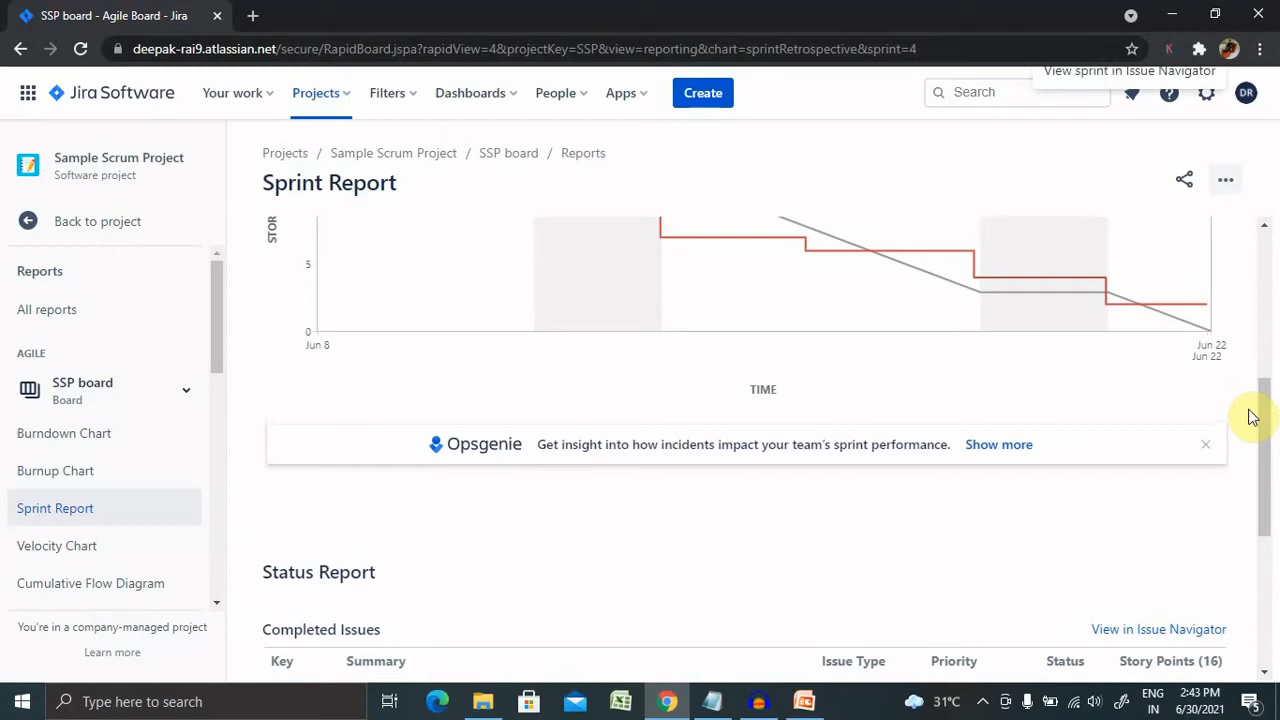 SSP board - Agile Board - Jira
deepak-rai9.atlassian.net/secure/RapidBoard.jspa?rapidView=4&projectKey=SSP&view=reporting&chart=sprintRetrospective&sprint=4
K
View sprint in Issue Navigator
Jira Software
Your work
Projects
Filters
Dashboards
People
Apps
Create
Search
DR
Sample Scrum Project
Software project
Back to project
Reports
All reports
AGILE
SSP board
Board
Burndown Chart
Burnup Chart
Sprint Report
Velocity Chart
Cumulative Flow Diagram
You're in a company-managed project
Learn more
Projects / Sample Scrum Project / SSP board / Reports
Sprint Report
STOR
5
0
Jun 8
Jun 22
Jun 22
TIME
Opsgenie Get insight into how incidents impact your team's sprint performance. Show more
Status Report
Completed Issues
View in Issue Navigator
Key Summary Issue Type Priority Status Story Points (16)
Type here to search
31°C
ENG
IN
2:43 PM
6/30/2021
5